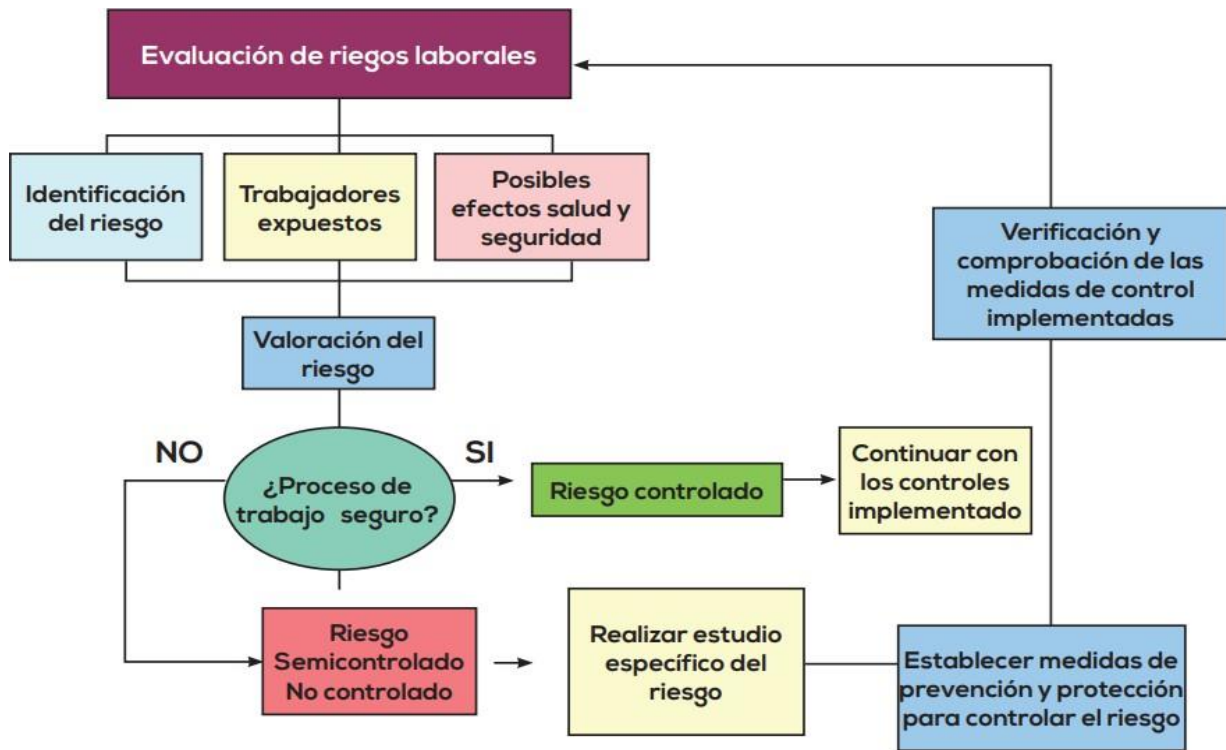 Evaluación de riegos laborales
Identificación
del riesgo
Trabajadores
expuestos
Posibles
efectos salud y
seguridad
Verificación y
comprobación de las
medidas de control
implementadas
Valoración del
riesgo
NO
SI
¿Proceso de
trabajo seguro?
Riesgo controlado
Continuar con
los controles
implementado
Riesgo
Semicontrolado
No controlado
Realizar estudio
específico del
riesgo
Establecer medidas de
prevención y protección
para controlar el riesgo